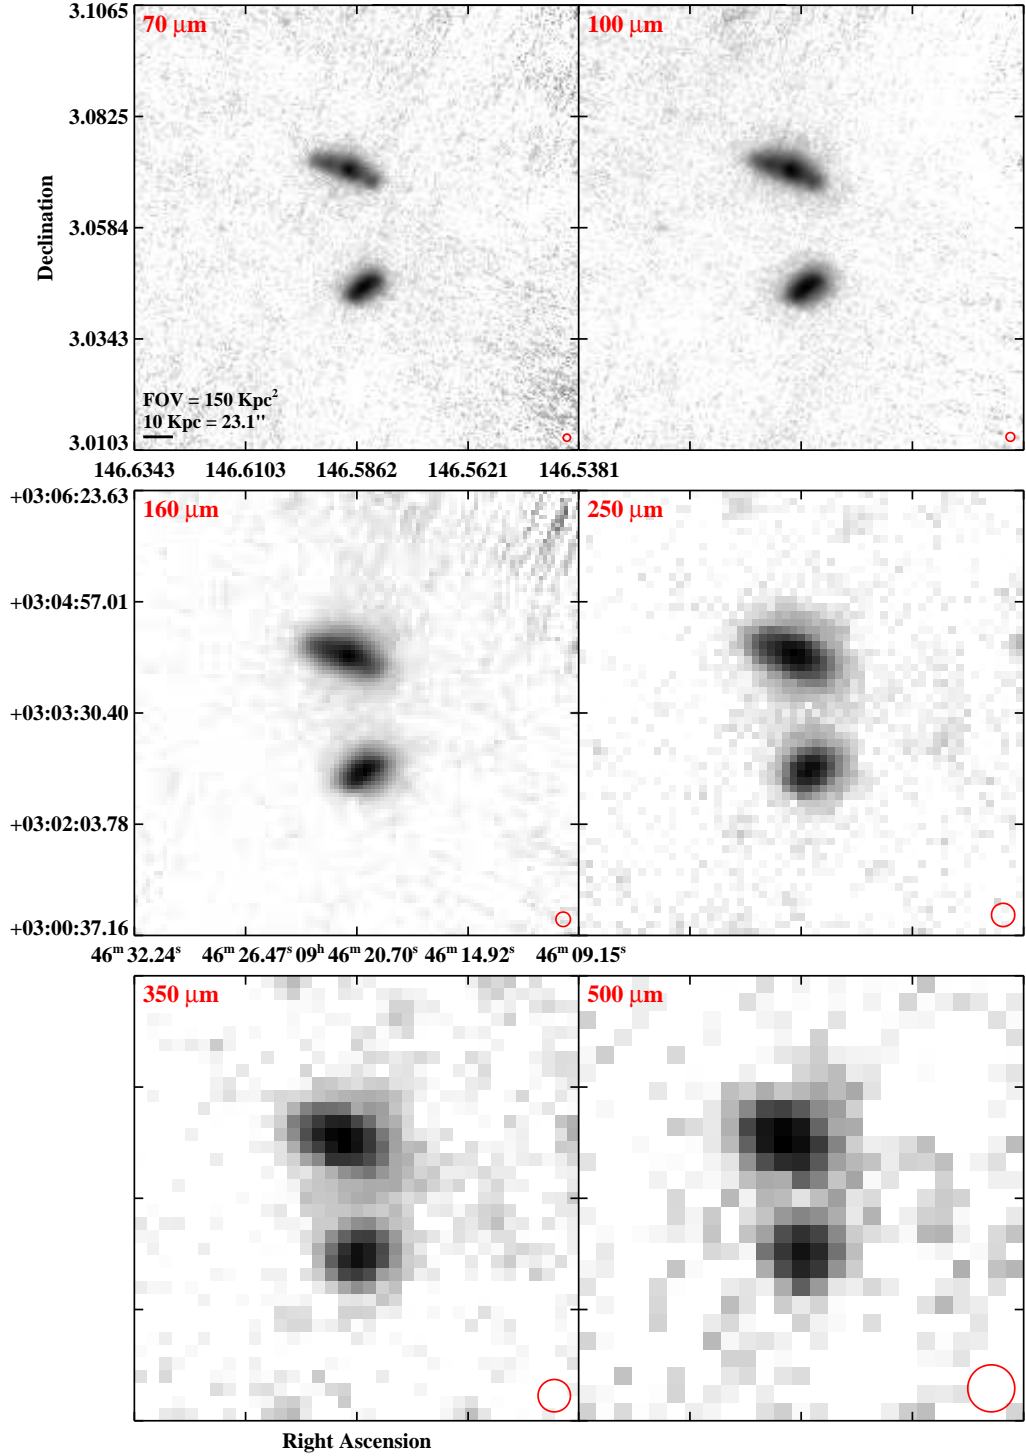 3.1065
70 μm
100 μm
3.0825
Declination
3.0584
3.0343
FOV = 150 Kpc²
10 Kpc = 23.1"
3.0103
146.6343 146.6103 146.5862 146.5621 146.5381
+03:06:23.63
160 μm
250 μm
+03:04:57.01
+03:03:30.40
+03:02:03.78
+03:00:37.16
46ᵐ 32.24ˢ 46ᵐ 26.47ˢ 09ʰ 46ᵐ 20.70ˢ 46ᵐ 14.92ˢ 46ᵐ 09.15ˢ
350 μm
500 μm
Right Ascension